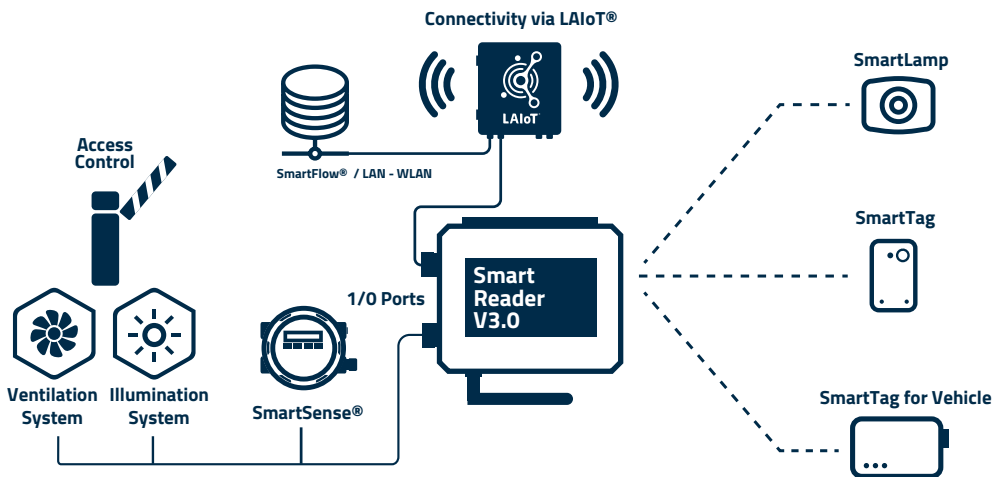 Connectivity via LAIoT®
LAIoT
SmartFlow® / LAN - WLAN
Access
Control
1/0 Ports
Smart
Reader
V3.0
Ventilation
System
Illumination
System
SmartSense®
SmartLamp
SmartTag
SmartTag for Vehicle